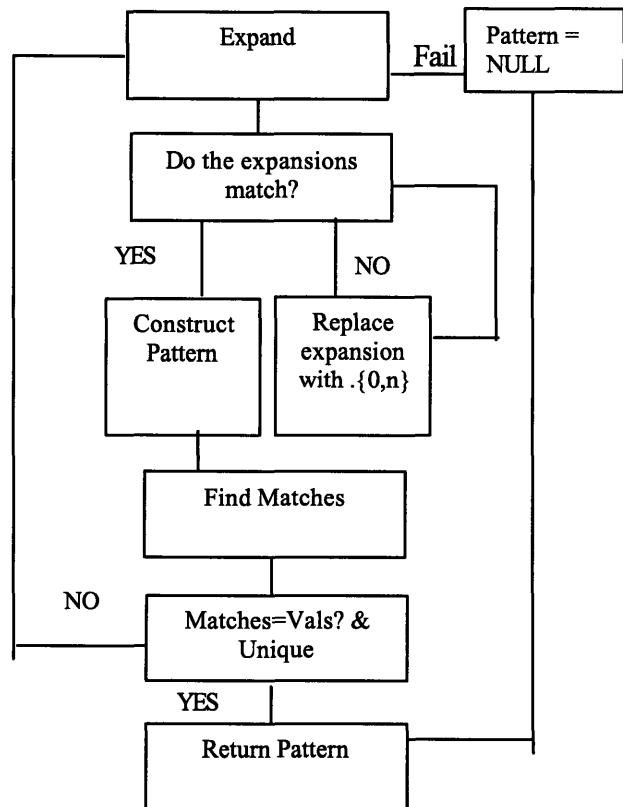 Expand
Fail
Pattern =
NULL
Do the expansions
match?
YES
NO
Construct
Pattern
Replace
expansion
with .{0,n}
Find Matches
NO
Matches=Vals? &
Unique
YES
Return Pattern